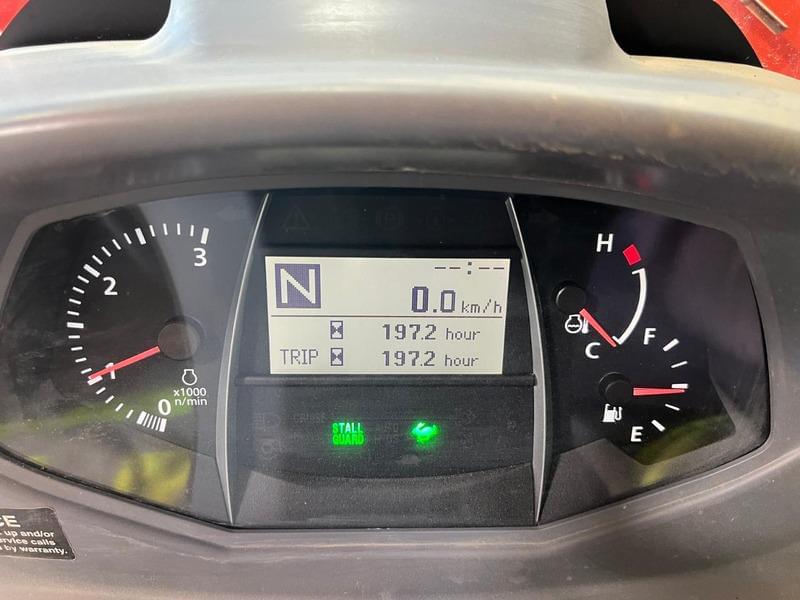 3
2
1
0
x1000
n/min
N
--:--
0.0 km/h
197.2 hour
TRIP 197.2 hour
STALL
GUARD
H
C
F
E
CE
up and/or
service calls
by warranty.